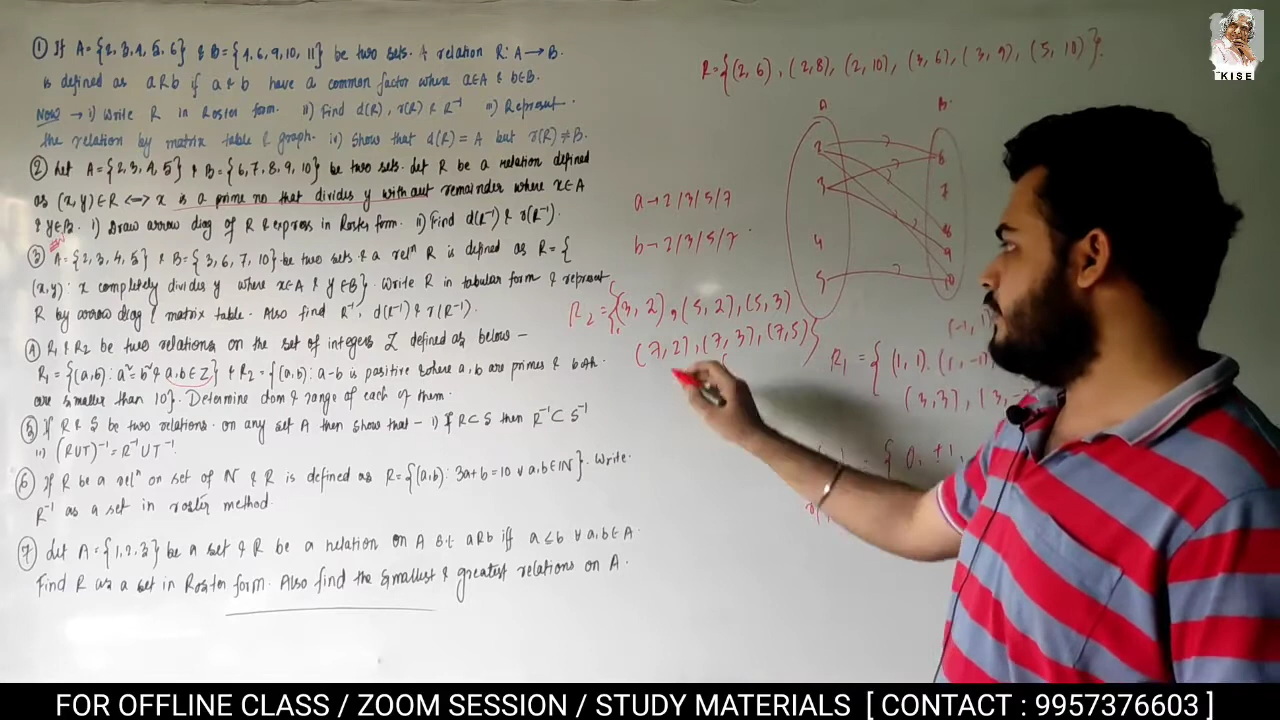 ① If A = {2,3,4,5,6} & B = {4,6,9,10,11} be two sets. A relation R: A → B.
is defined as aRb if a & b have a common factor where a∈A & b∈B.
Now → i) Write R in Roster form. ii) Find d(R), r(R) & R⁻¹ iii) Represent
the relation by matrix table & graph. iv) Show that d(R) = A but r(R) ≠ B.
② Let A = {2,3,4,5} & B = {6,7,8,9,10} be two sets. Let R be a relation defined
as (x,y)∈R <—> x is a prime no that divides y without remainder where x∈A
& y∈B. i) Draw arrow diag of R & express in Roster form. ii) Find d(R⁻¹) & r(R⁻¹).
③ A = {2,3,4,5} & B = {3,6,7,10} be two sets & a relⁿ R is defined as R = {
(x,y): x completely divides y where x∈A & y∈B}. Write R in tabular form & represent
R by arrow diag & matrix table. Also find R⁻¹, d(R⁻¹) & r(R⁻¹).
④ R₁ & R₂ be two relations on the set of integers Z defined as below –
R₁ = {(a,b): a² = b² & a,b ∈ Z} & R₂ = {(a,b): a-b is positive where a,b are primes & both
are smaller than 10}. Determine dom & range of each of them.
⑤ If R & S be two relations on any set A then show that – i) If R⊂S then R⁻¹ ⊂ S⁻¹
ii) (RUT)⁻¹ = R⁻¹ U T⁻¹.
⑥ If R be a relⁿ on set of N & R is defined as R = {(a,b): 3a+b=10 ∀ a,b∈N}. Write
R⁻¹ as a set in roster method.
⑦ Let A = {1,2,3} be a set & R be a relation on A s.t aRb iff a ≤ b ∀ a,b∈A.
Find R as a set in Roster form. Also find the smallest & greatest relations on A.
R = {(2,6), (2,8), (2,10), (3,6), (3,9), (5,10)}.
A B
2 6
3 7
4 8
9
5 10
a → 2/3/5/7
b → 2/3/5/7
R₂ = {(3,2), (5,2), (5,3)
(7,2), (7,3), (7,5)}
R₁ = {(1,1). (1,-1)
(3,3), (3,-
= { 0, ±1,
KISE
FOR OFFLINE CLASS / ZOOM SESSION / STUDY MATERIALS [ CONTACT : 9957376603 ]